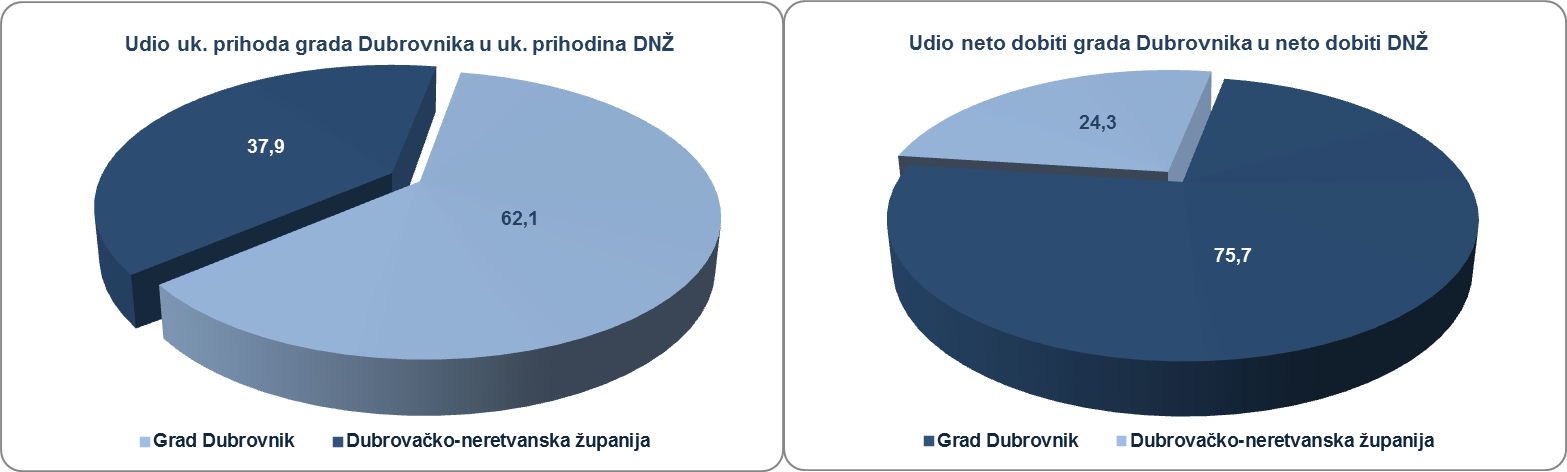 Udio uk. prihoda grada Dubrovnika u uk. prihodina DNŽ
37,9
62,1
Grad Dubrovnik
Dubrovačko-neretvanska županija
Udio neto dobiti grada Dubrovnika u neto dobiti DNŽ
24,3
75,7
Grad Dubrovnik
Dubrovačko-neretvanska županija